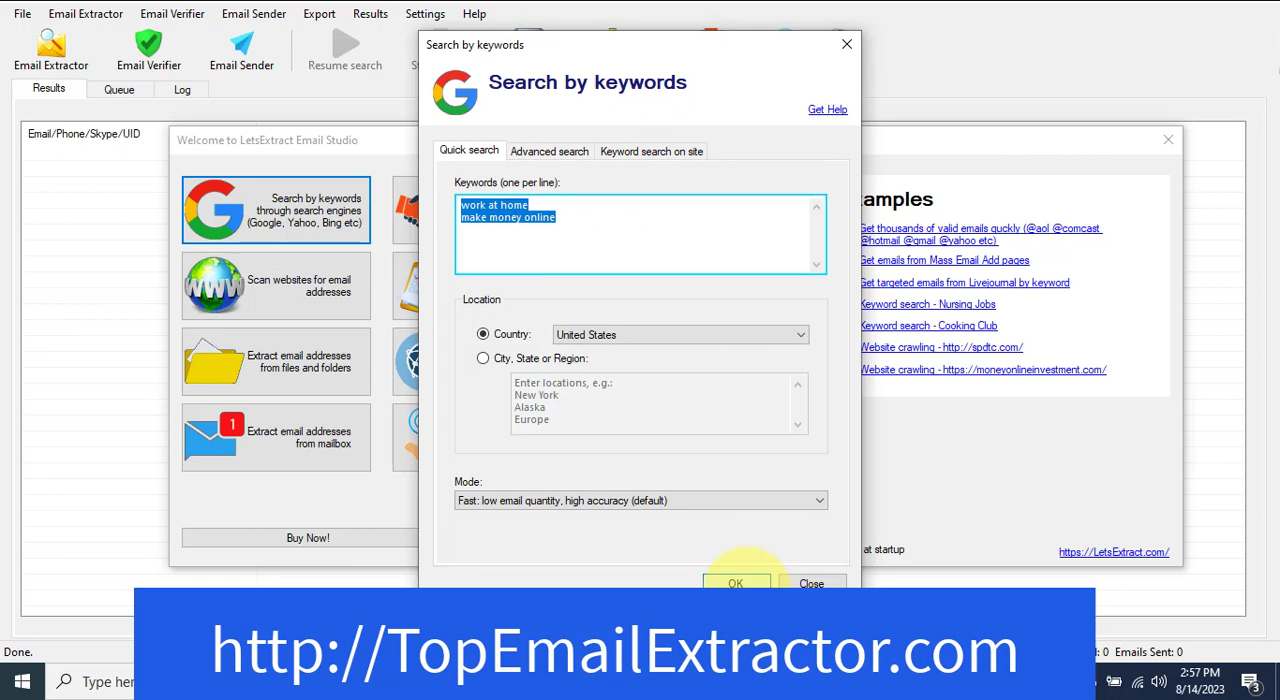 File Email Extractor Email Verifier Email Sender Export Results Settings Help
Email Extractor Email Verifier Email Sender Resume search
Results Queue Log
Email/Phone/Skype/UID
Welcome to LetsExtract Email Studio
Search by keywords
through search engines
(Google, Yahoo, Bing etc)
Scan websites for email
addresses
Extract email addresses
from files and folders
1
Extract email addresses
from mailbox
Buy Now!
Search by keywords
Search by keywords
Get Help
Quick search Advanced search Keyword search on site
Keywords (one per line):
work at home
make money online
Location
Country: United States
City, State or Region:
Enter locations, e.g.:
New York
Alaska
Europe
Mode:
Fast: low email quantity, high accuracy (default)
OK Close
Get thousands of valid emails quckly (@aol @comcast
@hotmail @gmail @yahoo etc)
Get emails from Mass Email Add pages
Get targeted emails from Livejournal by keyword
Keyword search - Nursing Jobs
Keyword search - Cooking Club
Website crawling - http://spdtc.com/
Website crawling - https://moneyonlineinvestment.com/
at startup
https://LetsExtract.com/
http://TopEmailExtractor.com
Done.
0 Emails Sent: 0
Type her
2:57 PM
8/14/2023
3